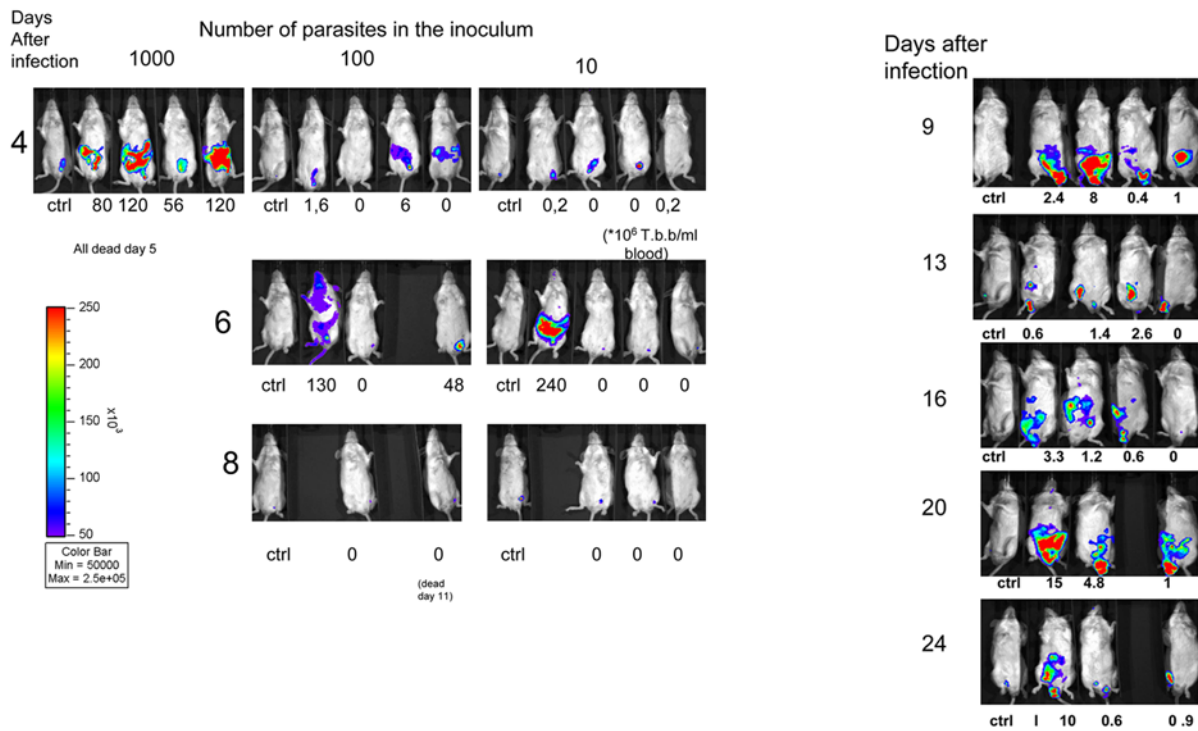 Days
After
infection
Number of parasites in the inoculum
1000 100 10
4
ctrl 80 120 56 120
ctrl 1,6 0 6 0
ctrl 0,2 0 0 0,2
(*10⁶ T.b.b/ml
blood)
All dead day 5
6
ctrl 130 0 48
ctrl 240 0 0 0
8
ctrl 0 0
(dead
day 11)
ctrl 0 0 0
250
200
150
100
50
x10³
Color Bar
Min = 50000
Max = 2.5e+05
Days after
infection
9
ctrl 2.4 8 0.4 1
13
ctrl 0.6 1.4 2.6 0
16
ctrl 3.3 1.2 0.6 0
20
ctrl 15 4.8 1
24
ctrl l 10 0.6 0 .9